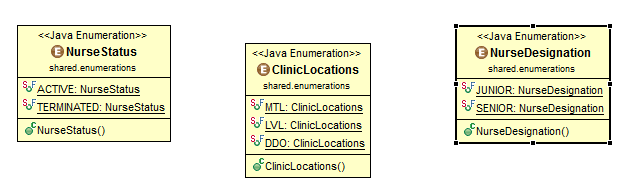 <<Java Enumeration>>
NurseStatus
shared.enumerations
ACTIVE: NurseStatus
TERMINATED: NurseStatus
NurseStatus()
<<Java Enumeration>>
ClinicLocations
shared.enumerations
MTL: ClinicLocations
LVL: ClinicLocations
DDO: ClinicLocations
ClinicLocations()
<<Java Enumeration>>
NurseDesignation
shared.enumerations
JUNIOR: NurseDesignation
SENIOR: NurseDesignation
NurseDesignation()